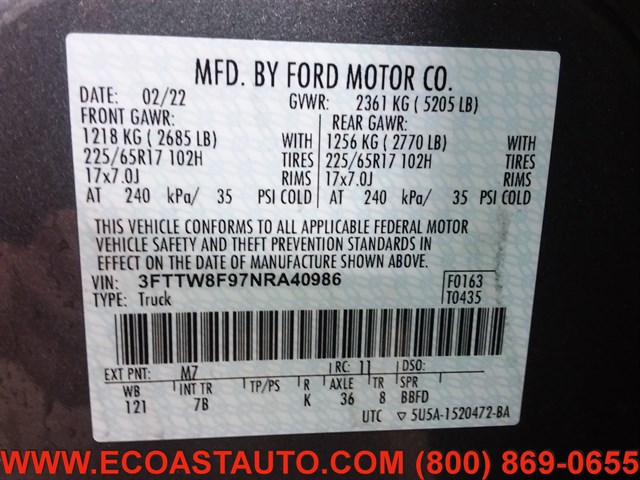 MFD. BY FORD MOTOR CO.
DATE: 02/22 GVWR: 2361 KG ( 5205 LB)
FRONT GAWR: REAR GAWR:
1218 KG ( 2685 LB) WITH 1256 KG ( 2770 LB) WITH
225/65R17 102H TIRES 225/65R17 102H TIRES
17x7.0J RIMS 17x7.0J RIMS
AT 240 kPa/ 35 PSI COLD AT 240 kPa/ 35 PSI COLD
THIS VEHICLE CONFORMS TO ALL APPLICABLE FEDERAL MOTOR
VEHICLE SAFETY AND THEFT PREVENTION STANDARDS IN
EFFECT ON THE DATE OF MANUFACTURE SHOWN ABOVE.
VIN: 3FTTW8F97NRA40986 F0163
TYPE: Truck T0435
EXT PNT: M7 RC: 11 DSO:
WB INT TR TP/PS R AXLE TR SPR
121 7B K 36 8 BBFD
UTC ▽ 5U5A-1520472-BA
WWW.ECOASTAUTO.COM (800) 869-0655